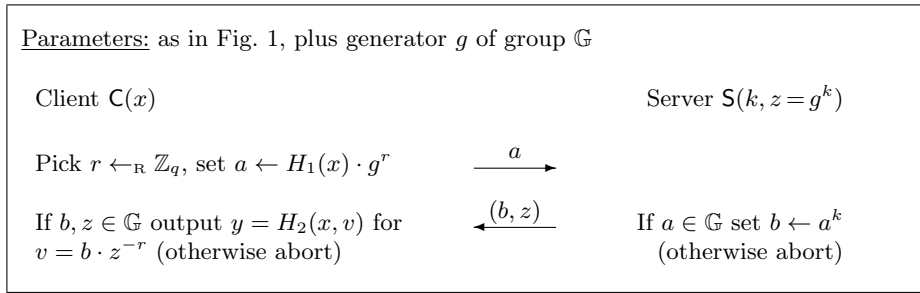 Parameters: as in Fig. 1, plus generator g of group 𝔾
Client C(x) Server S(k, z = g^k)
Pick r ←_R ℤ_q, set a ← H_1(x) · g^r a
If b, z ∈ 𝔾 output y = H_2(x, v) for (b, z) If a ∈ 𝔾 set b ← a^k
v = b · z^{−r} (otherwise abort) (otherwise abort)